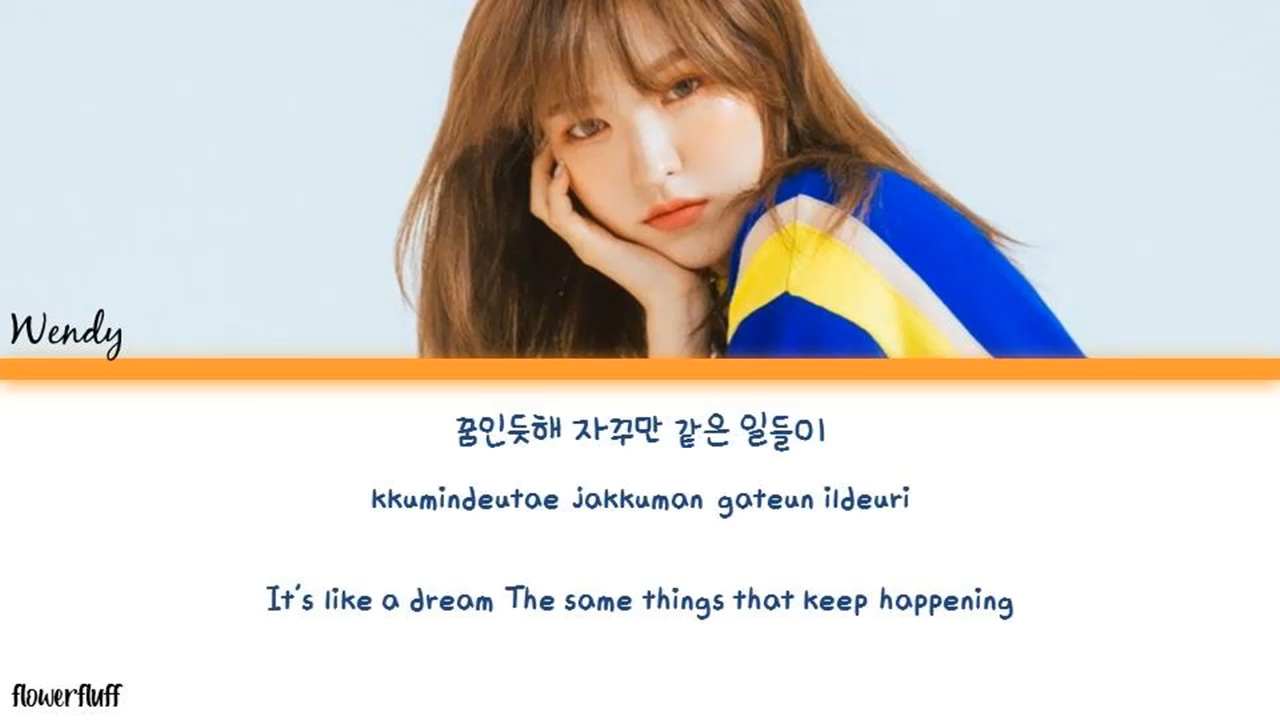 Wendy
꿈인듯해 자꾸만 같은 일들이
kkumindeutae jakkuman gateun ildeuri
It's like a dream The same things that keep happening
flowerfluff